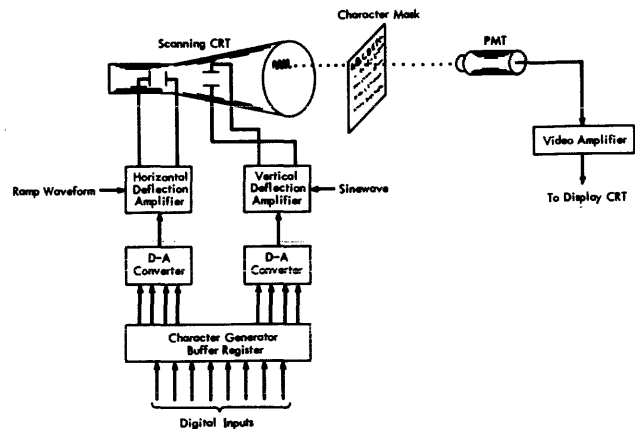 Character Mask
Scanning CRT
PMT
Video Amplifier
To Display CRT
Ramp Waveform
Horizontal
Deflection
Amplifier
Vertical
Deflection
Amplifier
Sinewave
D-A
Converter
D-A
Converter
Character Generator
Buffer Register
Digital Inputs